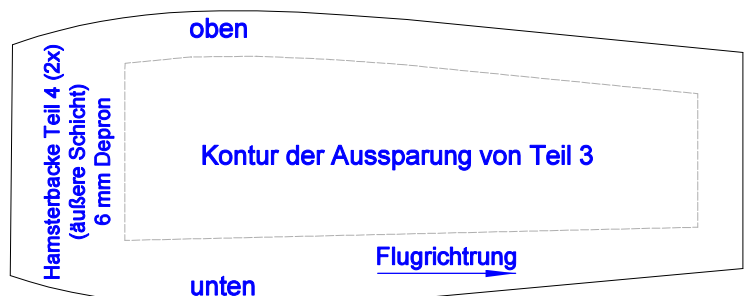 oben
Hamsterbacke Teil 4 (2x)
(äußere Schicht)
6 mm Depron
Kontur der Aussparung von Teil 3
Flugrichtrung
unten